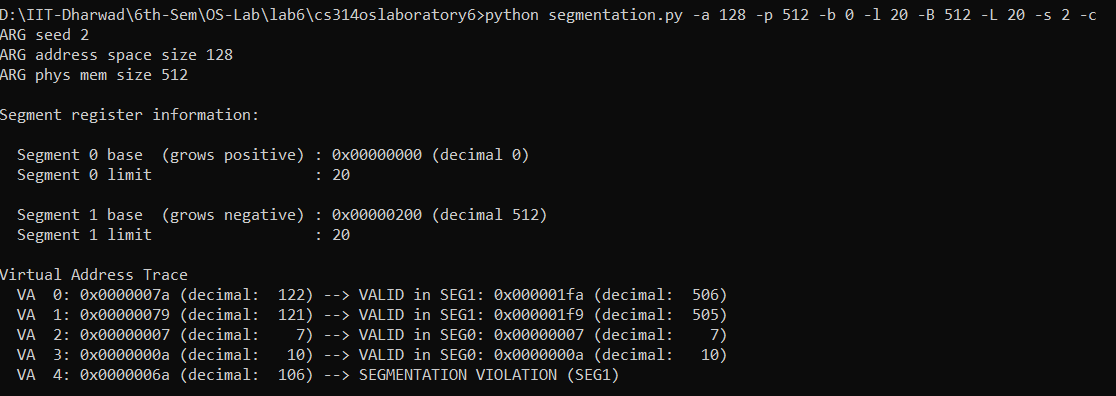 D:\IIT-Dharwad\6th-Sem\OS-Lab\lab6\cs314oslaboratory6>python segmentation.py -a 128 -p 512 -b 0 -l 20 -B 512 -L 20 -s 2 -c
ARG seed 2
ARG address space size 128
ARG phys mem size 512

Segment register information:

  Segment 0 base  (grows positive) : 0x00000000 (decimal 0)
  Segment 0 limit                  : 20

  Segment 1 base  (grows negative) : 0x00000200 (decimal 512)
  Segment 1 limit                  : 20

Virtual Address Trace
  VA  0: 0x0000007a (decimal:  122) --> VALID in SEG1: 0x000001fa (decimal:  506)
  VA  1: 0x00000079 (decimal:  121) --> VALID in SEG1: 0x000001f9 (decimal:  505)
  VA  2: 0x00000007 (decimal:    7) --> VALID in SEG0: 0x00000007 (decimal:    7)
  VA  3: 0x0000000a (decimal:   10) --> VALID in SEG0: 0x0000000a (decimal:   10)
  VA  4: 0x0000006a (decimal:  106) --> SEGMENTATION VIOLATION (SEG1)